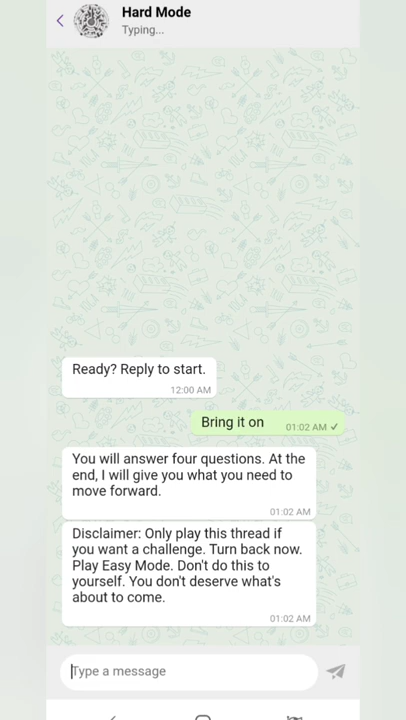 Hard Mode
Typing...
Ready? Reply to start.
12:00 AM
Bring it on
01:02 AM ✓
You will answer four questions. At the
end, I will give you what you need to
move forward.
01:02 AM
Disclaimer: Only play this thread if
you want a challenge. Turn back now.
Play Easy Mode. Don't do this to
yourself. You don't deserve what's
about to come.
01:02 AM
Type a message